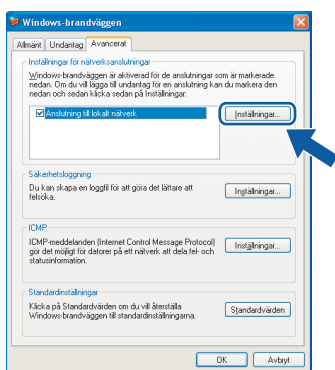 Windows-brandväggen
Allmänt Undantag Avancerat
Inställningar för nätverksanslutningar
Windows-brandväggen är aktiverad för de anslutningar som är markerade
nedan. Om du vill lägga till undantag för en anslutning kan du markera den
nedan och sedan klicka sedan på Inställningar:
Anslutning till lokalt nätverk
Inställningar...
Säkerhetsloggning
Du kan skapa en loggfil för att göra det lättare att
felsöka.
Inställningar...
ICMP
ICMP-meddelanden (Internet Control Message Protocol)
gör det möjligt för datorer på ett nätverk att dela fel- och
statusinformation.
Inställningar...
Standardinställningar
Klicka på Standardvärden om du vill återställa
Windows-brandväggen till standardinställningarna.
Standardvärden
OK Avbryt